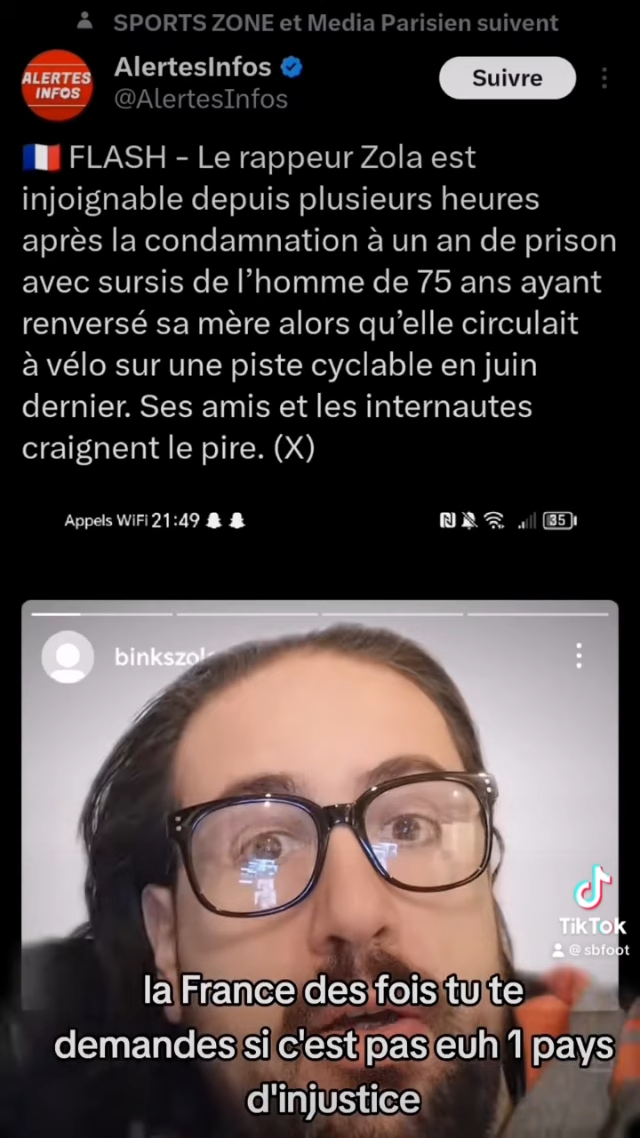 SPORTS ZONE et Media Parisien suivent
ALERTES
INFOS
AlertesInfos
Suivre
@AlertesInfos
🇫🇷 FLASH - Le rappeur Zola est
injoignable depuis plusieurs heures
après la condamnation à un an de prison
avec sursis de l’homme de 75 ans ayant
renversé sa mère alors qu’elle circulait
à vélo sur une piste cyclable en juin
dernier. Ses amis et les internautes
craignent le pire. (X)
Appels WiFi 21:49
35
binkszol
TikTok
@sbfoot
la France des fois tu te
demandes si c'est pas euh 1 pays
d'injustice